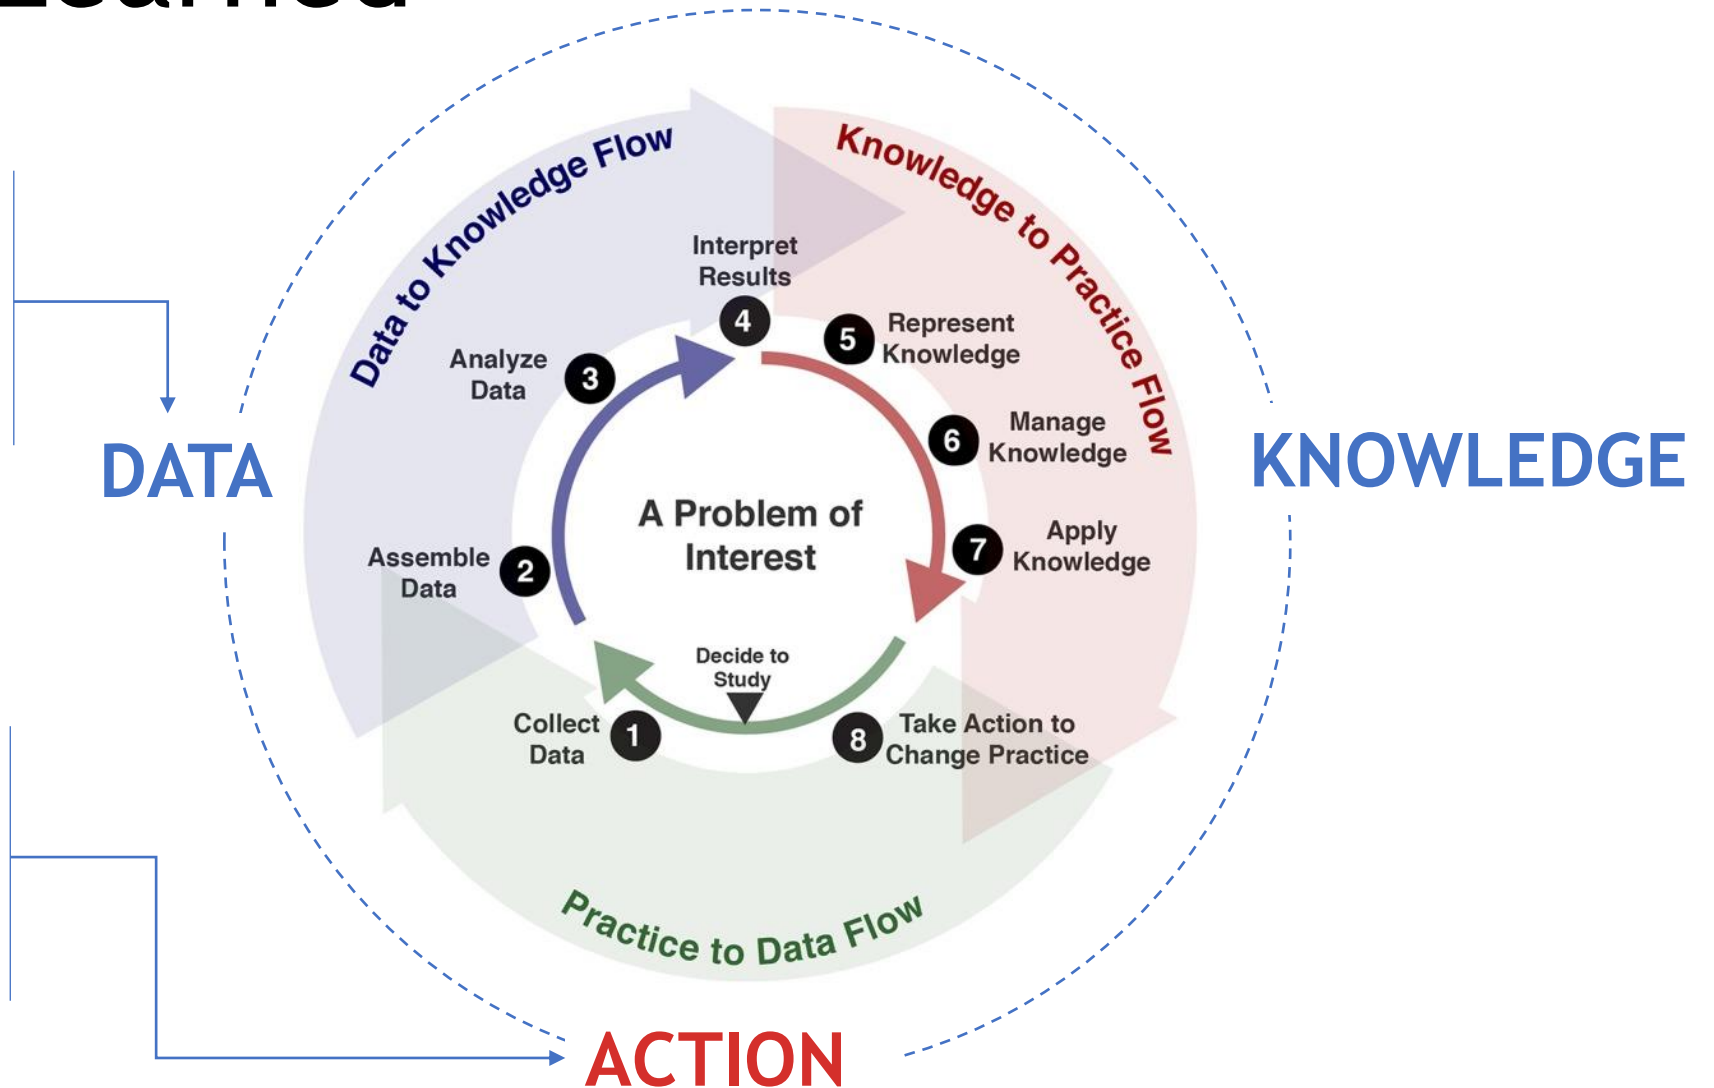 Learned
Data to Knowledge Flow
Knowledge to Practice Flow
Interpret
Results
4
5
Represent
Knowledge
Analyze
Data
3
6
Manage
Knowledge
DATA
KNOWLEDGE
A Problem of
Interest
7
Apply
Knowledge
Assemble
Data
2
Decide to
Study
Collect
Data
1
8
Take Action to
Change Practice
Practice to Data Flow
ACTION